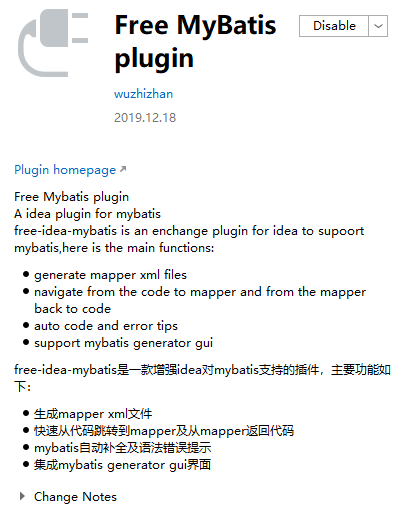 Free MyBatis
plugin
Disable
wuzhizhan
2019.12.18
Plugin homepage
Free Mybatis plugin
A idea plugin for mybatis
free-idea-mybatis is an enchange plugin for idea to supoort
mybatis,here is the main functions:
generate mapper xml files
navigate from the code to mapper and from the mapper
back to code
auto code and error tips
support mybatis generator gui
free-idea-mybatis是一款增强idea对mybatis支持的插件，主要功能如
下：
生成mapper xml文件
快速从代码跳转到mapper及从mapper返回代码
mybatis自动补全及语法错误提示
集成mybatis generator gui界面
Change Notes